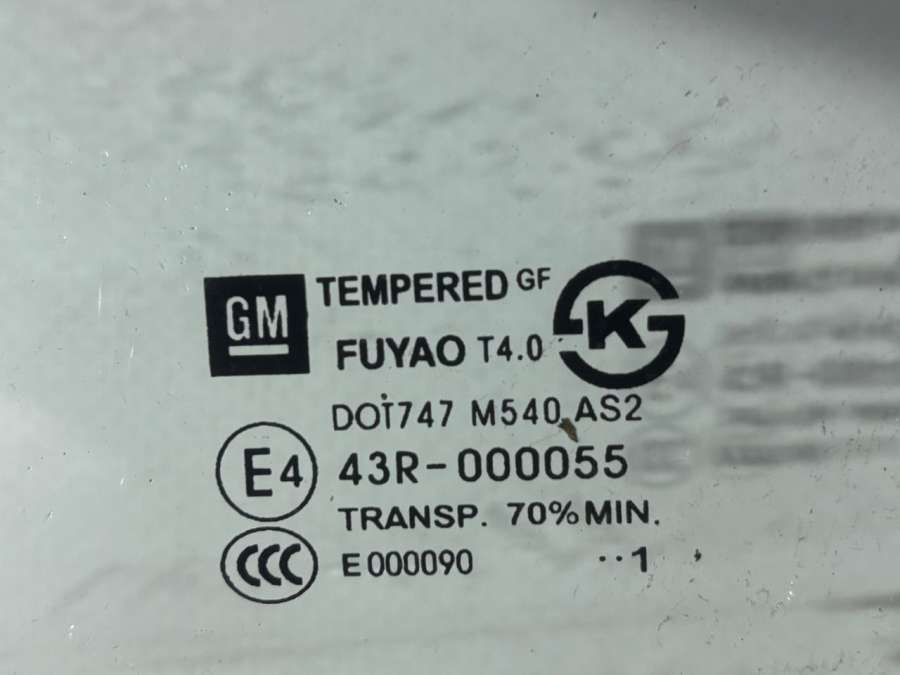 GM TEMPERED GF
FUYAO T4.0 K
DOT747 M540 AS2
E4 43R-000055
TRANSP. 70%MIN.
CCC E000090 ··1